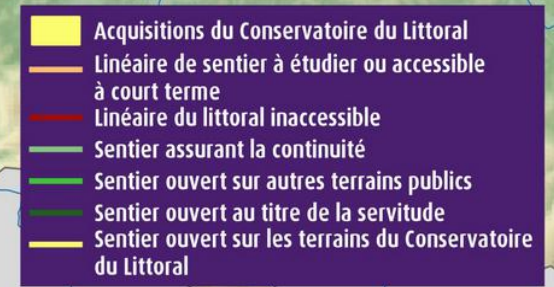 Acquisitions du Conservatoire du Littoral
Linéaire de sentier à étudier ou accessible
à court terme
Linéaire du littoral inaccessible
Sentier assurant la continuité
Sentier ouvert sur autres terrains publics
Sentier ouvert au titre de la servitude
Sentier ouvert sur les terrains du Conservatoire
du Littoral